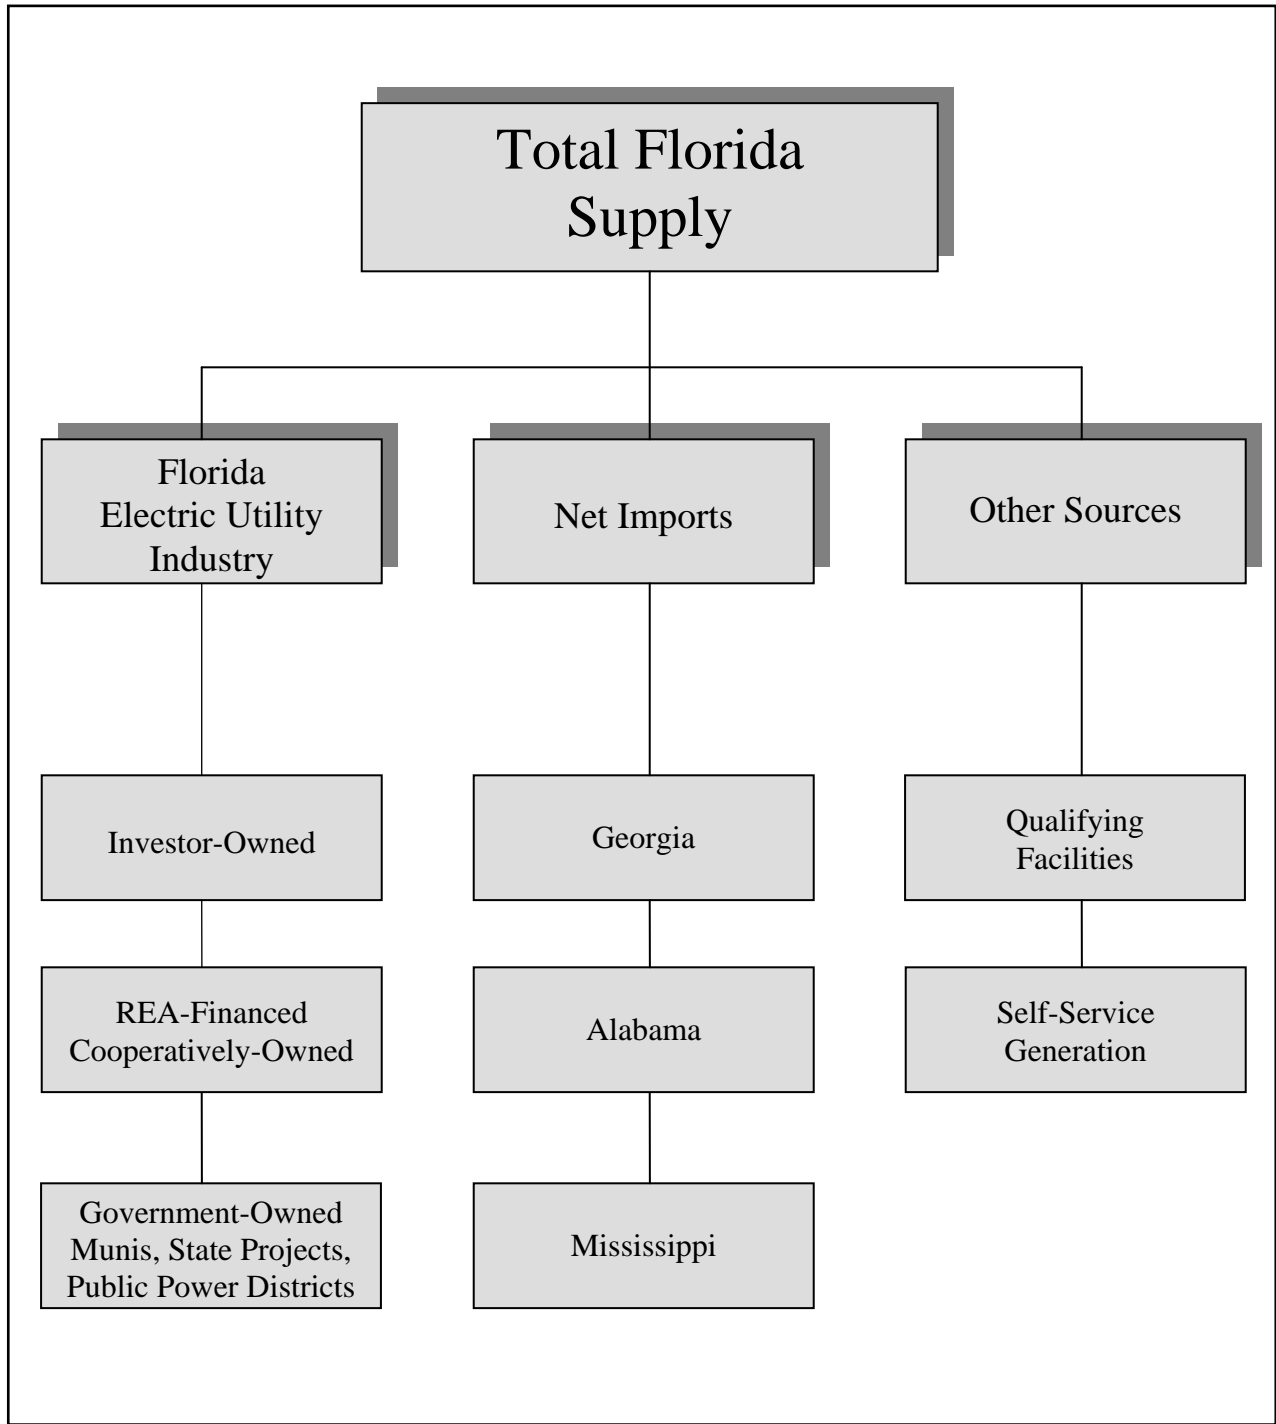 Total Florida
Supply
Florida
Electric Utility
Industry
Net Imports
Other Sources
Investor-Owned
Georgia
Qualifying
Facilities
REA-Financed
Cooperatively-Owned
Alabama
Self-Service
Generation
Government-Owned
Munis, State Projects,
Public Power Districts
Mississippi